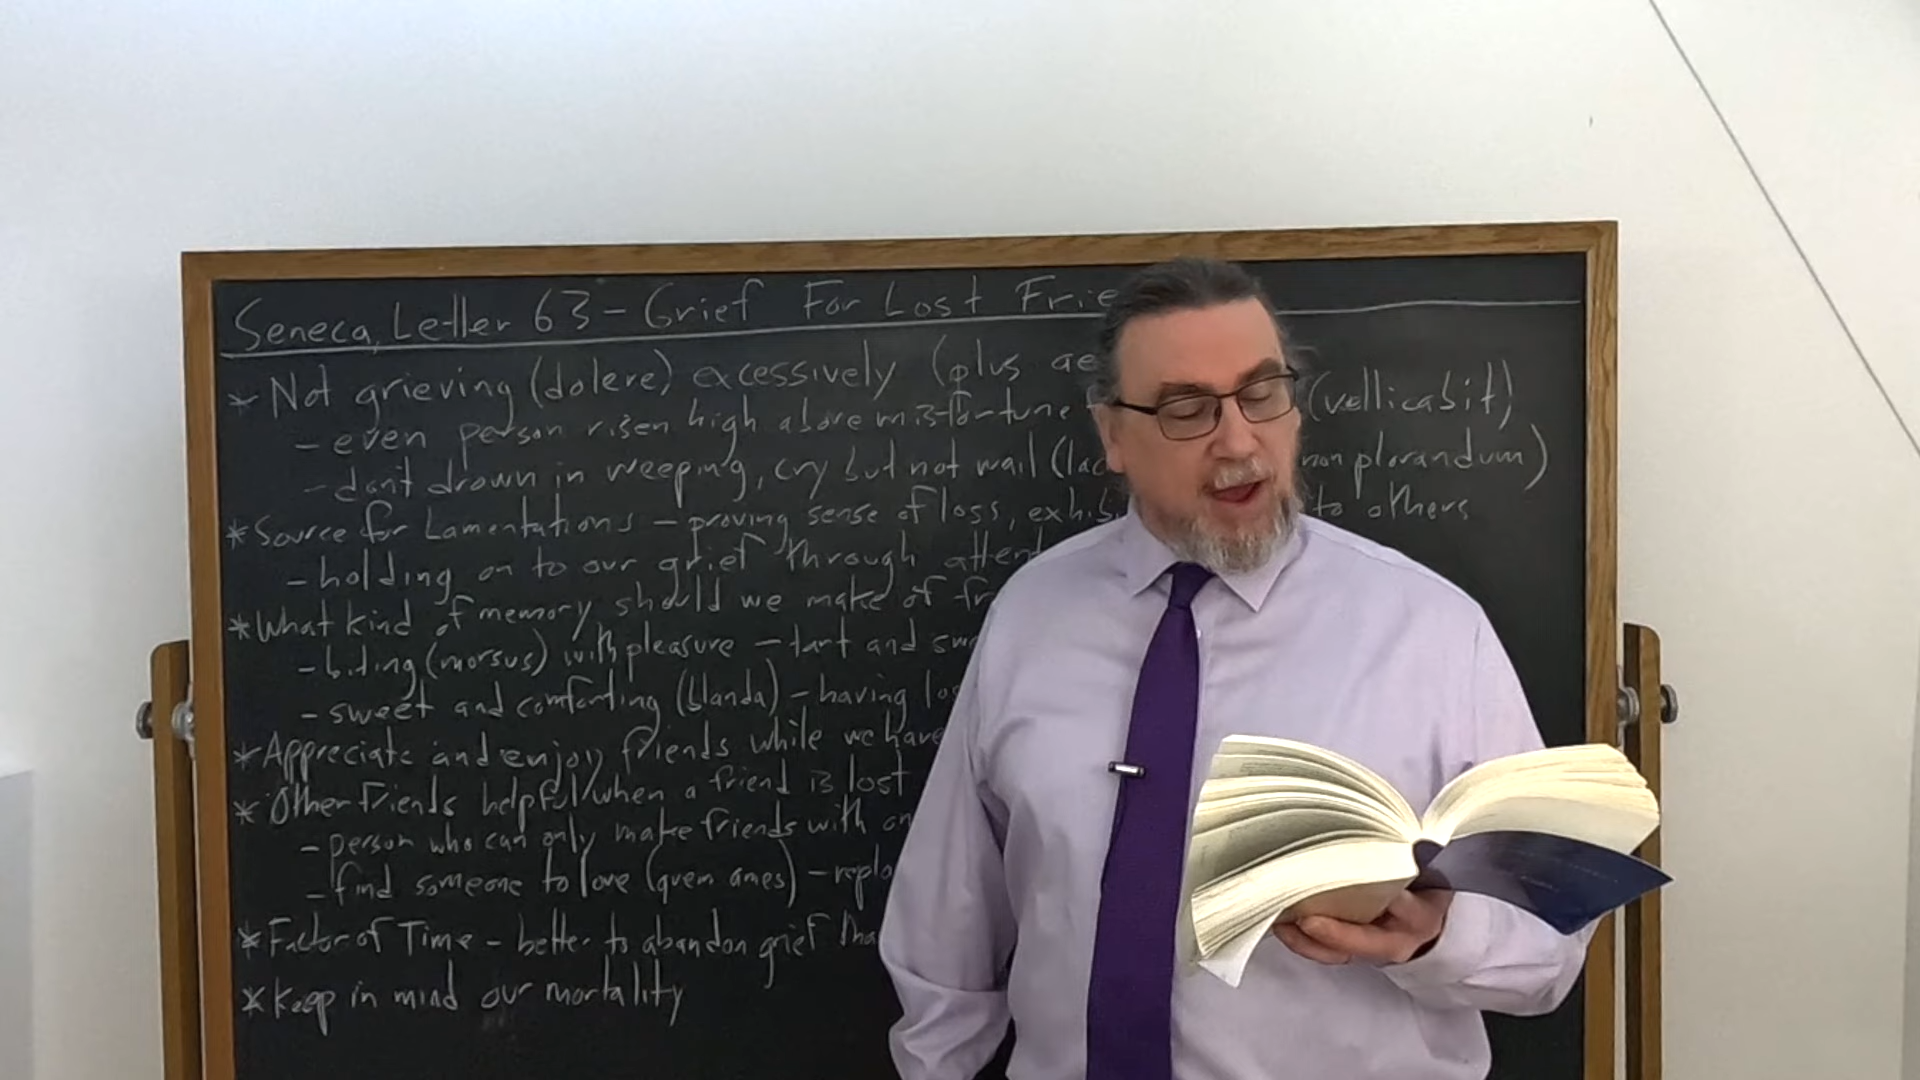 Seneca, Letter 63 - Grief For Lost Frie
* Not grieving (dolere) excessively (plus ae
- even person risen high above misfortune (vellicabit)
- don't drown in weeping, cry but not wail (lac non plorandum)
* Source for Lamentations - proving sense of loss, exhibi to others
- holding on to our grief through attent
* What kind of memory should we make of fr
- biting (morsus) with pleasure - tart and swe
- sweet and comforting (blanda) - having los
* Appreciate and enjoy friends while we have
* Other friends helpful when a friend is lost
- person who can only make friends with on
- find someone to love (quem ames) - repla
* Factor of Time - better to abandon grief tha
* Keep in mind our mortality